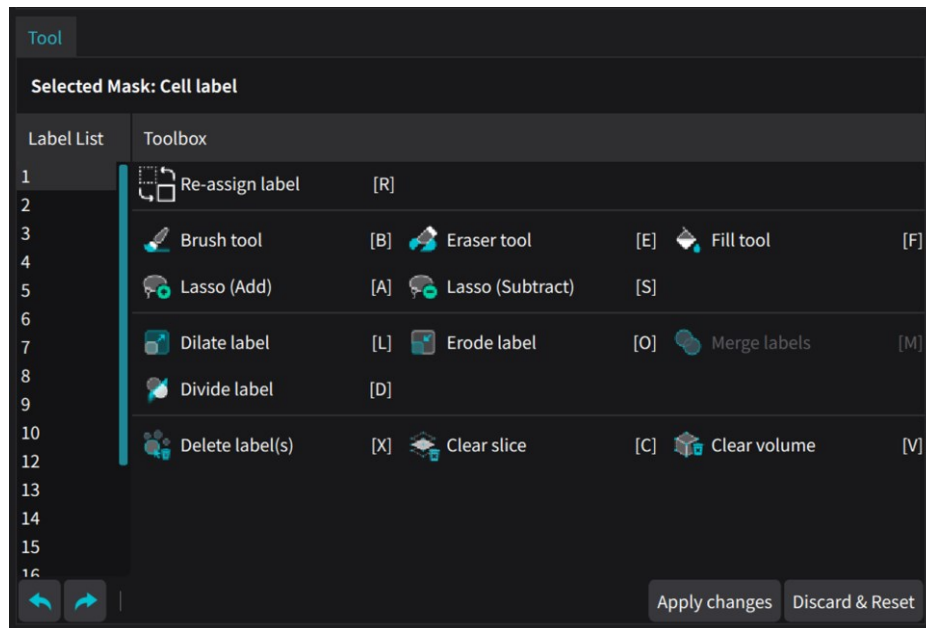 Tool
Selected Mask: Cell label
Label List Toolbox
1
Re-assign label [R]
2
3
Brush tool [B] Eraser tool [E] Fill tool [F]
4
5
Lasso (Add) [A] Lasso (Subtract) [S]
6
7
Dilate label [L] Erode label [O] Merge labels [M]
8
Divide label [D]
9
10
Delete label(s) [X] Clear slice [C] Clear volume [V]
12
13
14
15
16
Apply changes Discard & Reset